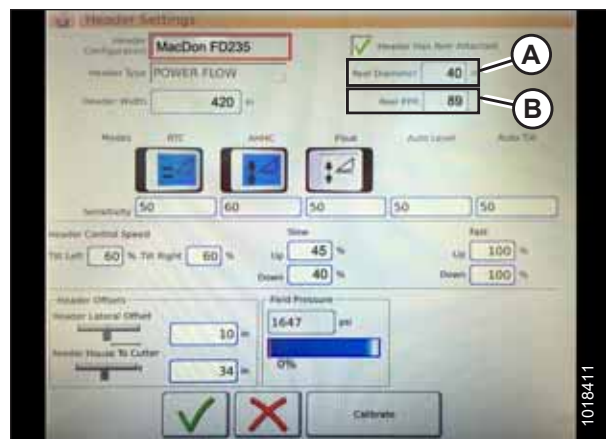 Header Settings
Header Configuration MacDon FD235
Header Has Reel Attached
A
Header Type POWER FLOW
Reel Diameter 40 in
Header Width 420 in
Reel PPR 89
B
Modes RTC AHHC Float Auto Level Auto Tilt
Sensitivity 50 60 50 50 50
Header Control Speed
Slow Fast
Tilt Left 60 % Tilt Right 60 % Up 45 % Up 100 %
Down 40 % Down 100 %
Header Offsets
Field Pressure
Header Lateral Offset
1647 psi
10
Header House To Cutter
34
0%
Calibrate
1018411